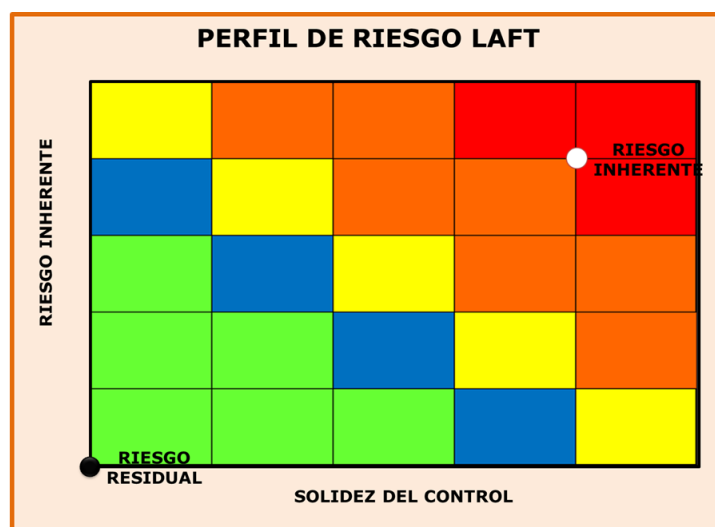 PERFIL DE RIESGO LAFT
RIESGO INHERENTE
RIESGO
INHERENTE
RIESGO
RESIDUAL
SOLIDEZ DEL CONTROL